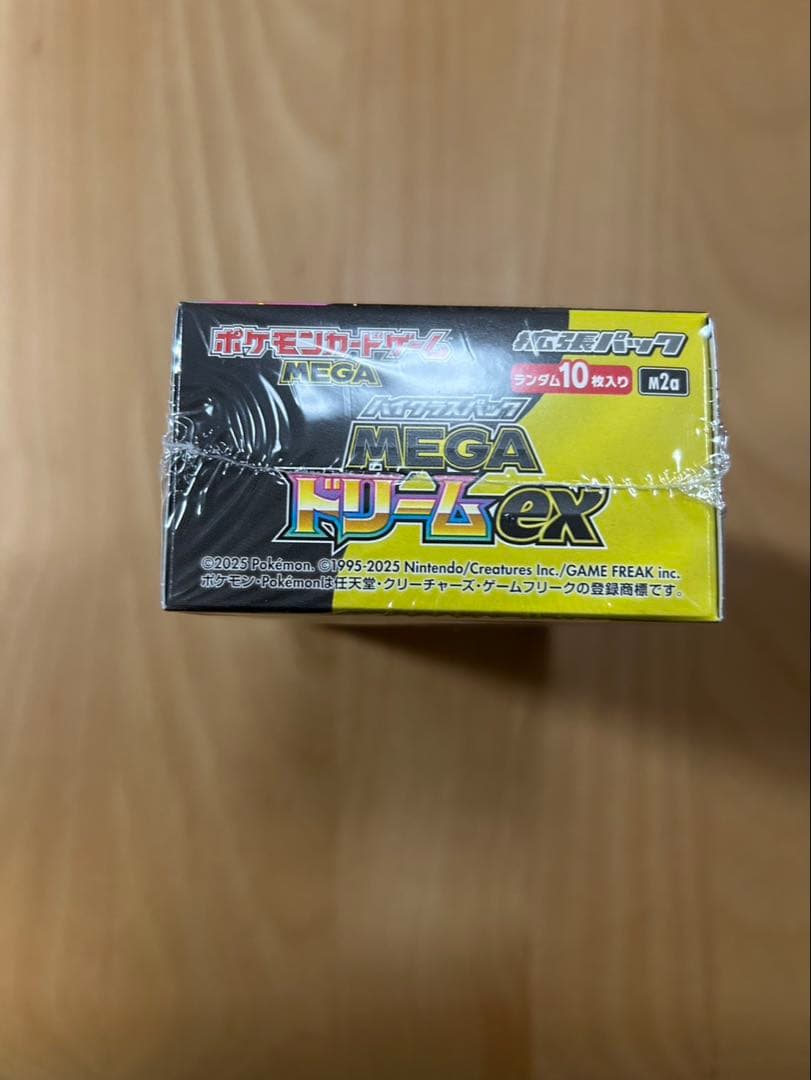 ポケモンカードゲーム 拡張パック
MEGA ランダム10枚入り M2a
ハイクラスパック
MEGA
ドリームex
©2025 Pokémon. ©1995-2025 Nintendo/Creatures Inc./GAME FREAK inc.
ポケモン・Pokémonは任天堂・クリーチャーズ・ゲームフリークの登録商標です。